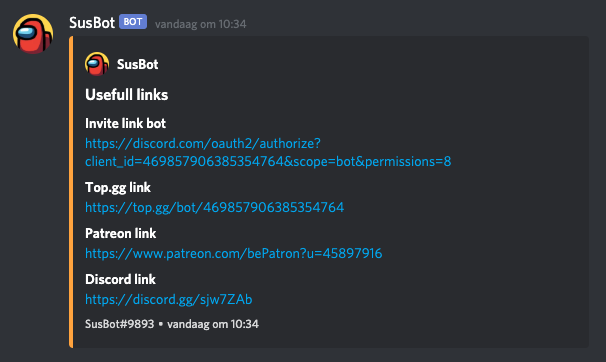 SusBot BOT vandaag om 10:34
SusBot
Usefull links
Invite link bot
https://discord.com/oauth2/authorize?
client_id=469857906385354764&scope=bot&permissions=8
Top.gg link
https://top.gg/bot/469857906385354764
Patreon link
https://www.patreon.com/bePatron?u=45897916
Discord link
https://discord.gg/sjw7ZAb
SusBot#9893 • vandaag om 10:34